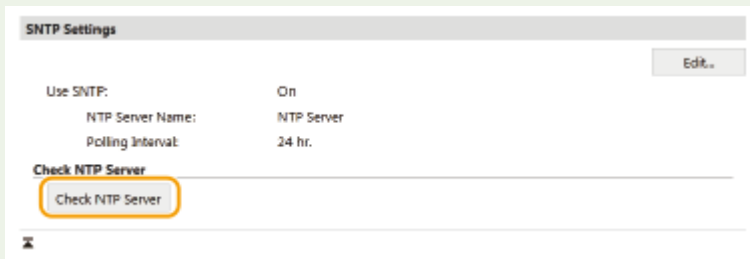 SNTP Settings
Edit...
Use SNTP: On
NTP Server Name: NTP Server
Polling Interval: 24 hr.
Check NTP Server
Check NTP Server